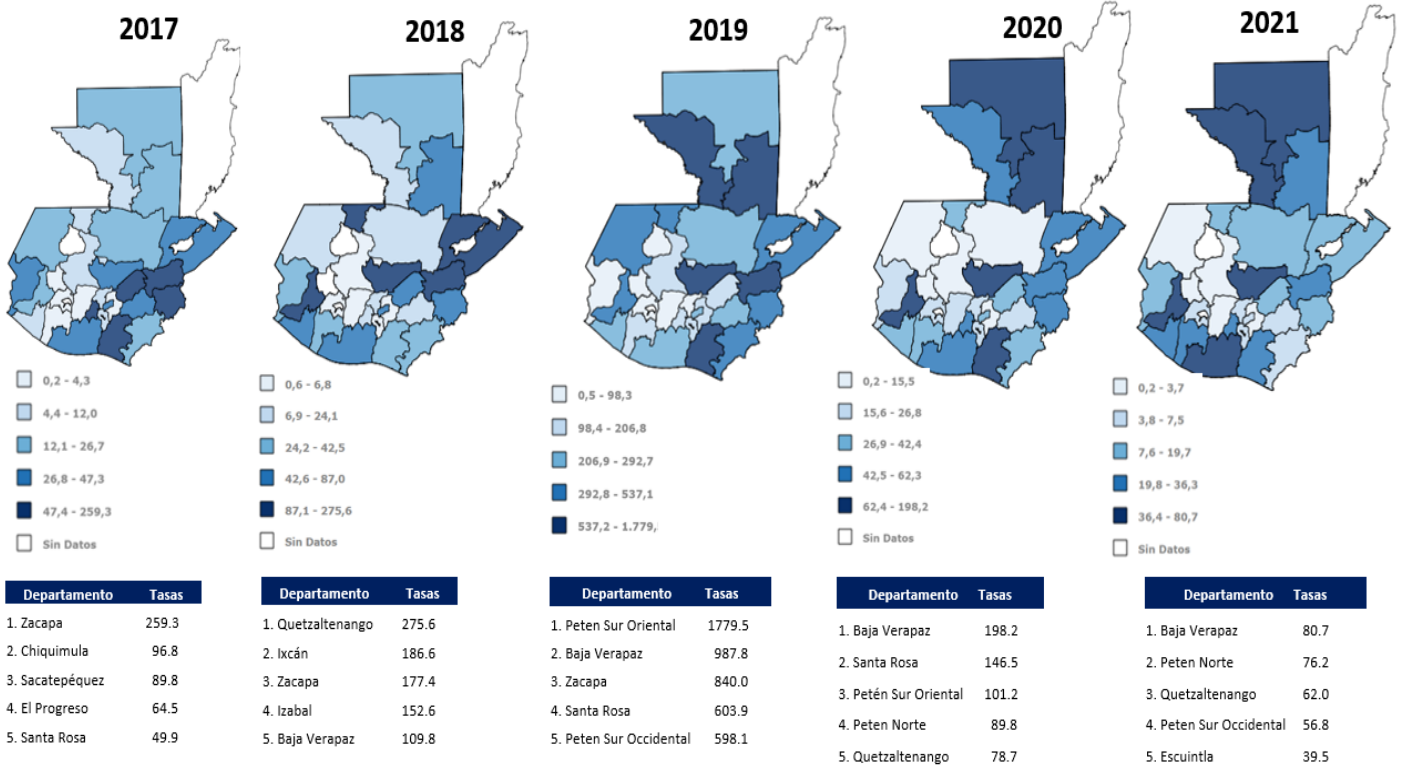 2017
0,2 - 4,3
4,4 - 12,0
12,1 - 26,7
26,8 - 47,3
47,4 - 259,3
Sin Datos
Departamento Tasas
1. Zacapa 259.3
2. Chiquimula 96.8
3. Sacatepéquez 89.8
4. El Progreso 64.5
5. Santa Rosa 49.9
2018
0,6 - 6,8
6,9 - 24,1
24,2 - 42,5
42,6 - 87,0
87,1 - 275,6
Sin Datos
Departamento Tasas
1. Quetzaltenango 275.6
2. Ixcán 186.6
3. Zacapa 177.4
4. Izabal 152.6
5. Baja Verapaz 109.8
2019
0,5 - 98,3
98,4 - 206,8
206,9 - 292,7
292,8 - 537,1
537,2 - 1.779,
Departamento Tasas
1. Peten Sur Oriental 1779.5
2. Baja Verapaz 987.8
3. Zacapa 840.0
4. Santa Rosa 603.9
5. Peten Sur Occidental 598.1
2020
0,2 - 15,5
15,6 - 26,8
26,9 - 42,4
42,5 - 62,3
62,4 - 198,2
Sin Datos
Departamento Tasas
1. Baja Verapaz 198.2
2. Santa Rosa 146.5
3. Petén Sur Oriental 101.2
4. Peten Norte 89.8
5. Quetzaltenango 78.7
2021
0,2 - 3,7
3,8 - 7,5
7,6 - 19,7
19,8 - 36,3
36,4 - 80,7
Sin Datos
Departamento Tasas
1. Baja Verapaz 80.7
2. Peten Norte 76.2
3. Quetzaltenango 62.0
4. Peten Sur Occidental 56.8
5. Escuintla 39.5